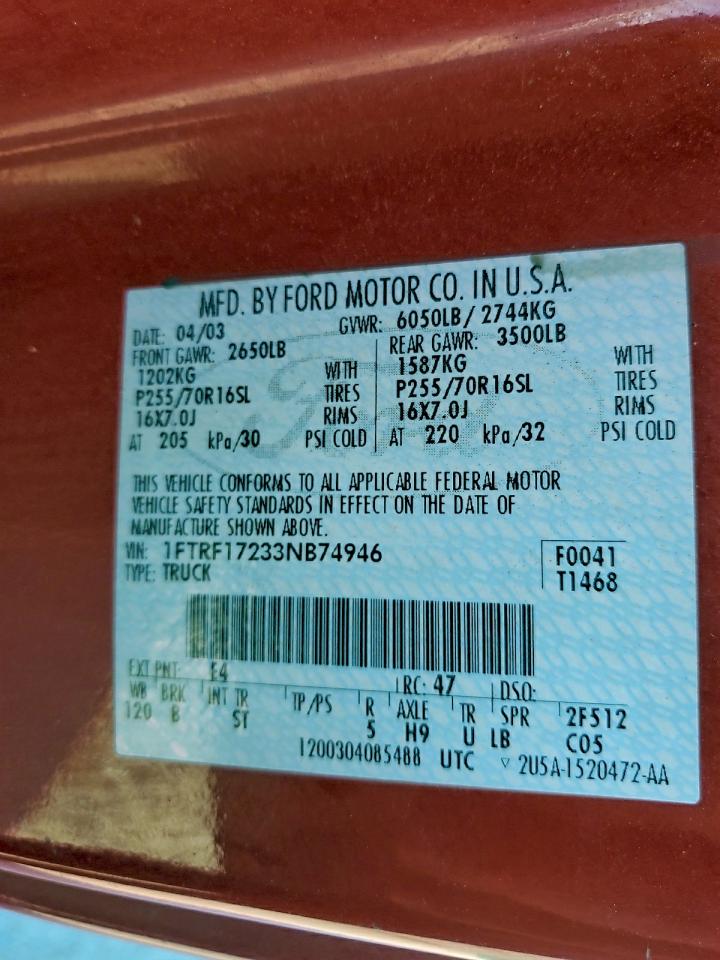 MFD. BY FORD MOTOR CO. IN U.S.A.
DATE: 04/03 GVWR: 6050LB/ 2744KG
FRONT GAWR: 2650LB REAR GAWR: 3500LB
1202KG WITH 1587KG WITH
P255/70R16SL TIRES P255/70R16SL TIRES
16X7.0J RIMS 16X7.0J RIMS
AT 205 kPa/30 PSI COLD AT 220 kPa/32 PSI COLD
THIS VEHICLE CONFORMS TO ALL APPLICABLE FEDERAL MOTOR
VEHICLE SAFETY STANDARDS IN EFFECT ON THE DATE OF
MANUFACTURE SHOWN ABOVE.
VIN: 1FTRF17233NB74946 F0041
TYPE: TRUCK T1468
EXT PNT: E4 RC: 47 DSO:
WB BRK INT TR TP/PS R AXLE TR SPR 2F512
120 B ST 5 H9 U LB C05
1200304085488 UTC ▽ 2U5A-1520472-AA